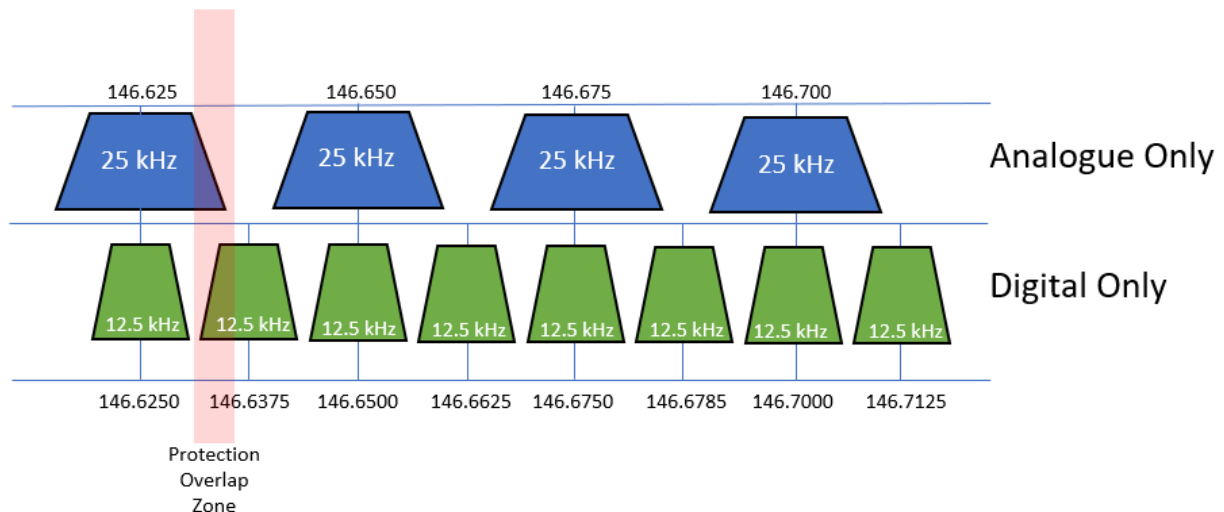 146.625 146.650 146.675 146.700
25 kHz 25 kHz 25 kHz 25 kHz
Analogue Only
Digital Only
12.5 kHz 12.5 kHz 12.5 kHz 12.5 kHz 12.5 kHz 12.5 kHz 12.5 kHz 12.5 kHz
146.6250 146.6375 146.6500 146.6625 146.6750 146.6785 146.7000 146.7125
Protection
Overlap
Zone